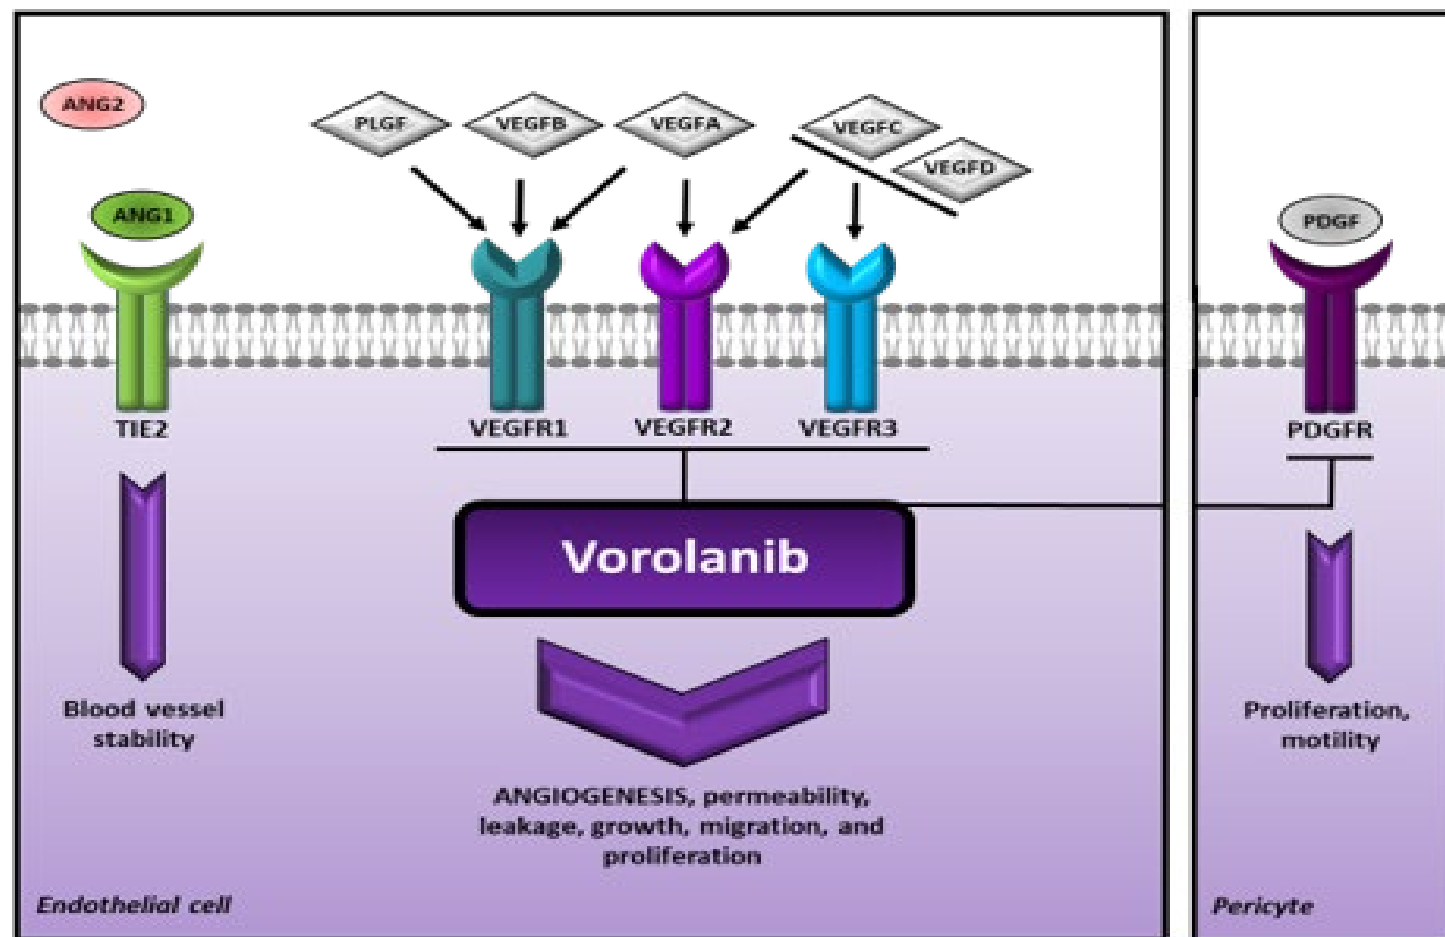 ANG2
PLGF
VEGFB
VEGFA
VEGFC
VEGFD
ANG1
PDGF
TIE2
VEGFR1
VEGFR2
VEGFR3
PDGFR
Vorolanib
Blood vessel
stability
Proliferation,
motility
ANGIOGENESIS, permeability,
leakage, growth, migration, and
proliferation
Endothelial cell
Pericyte